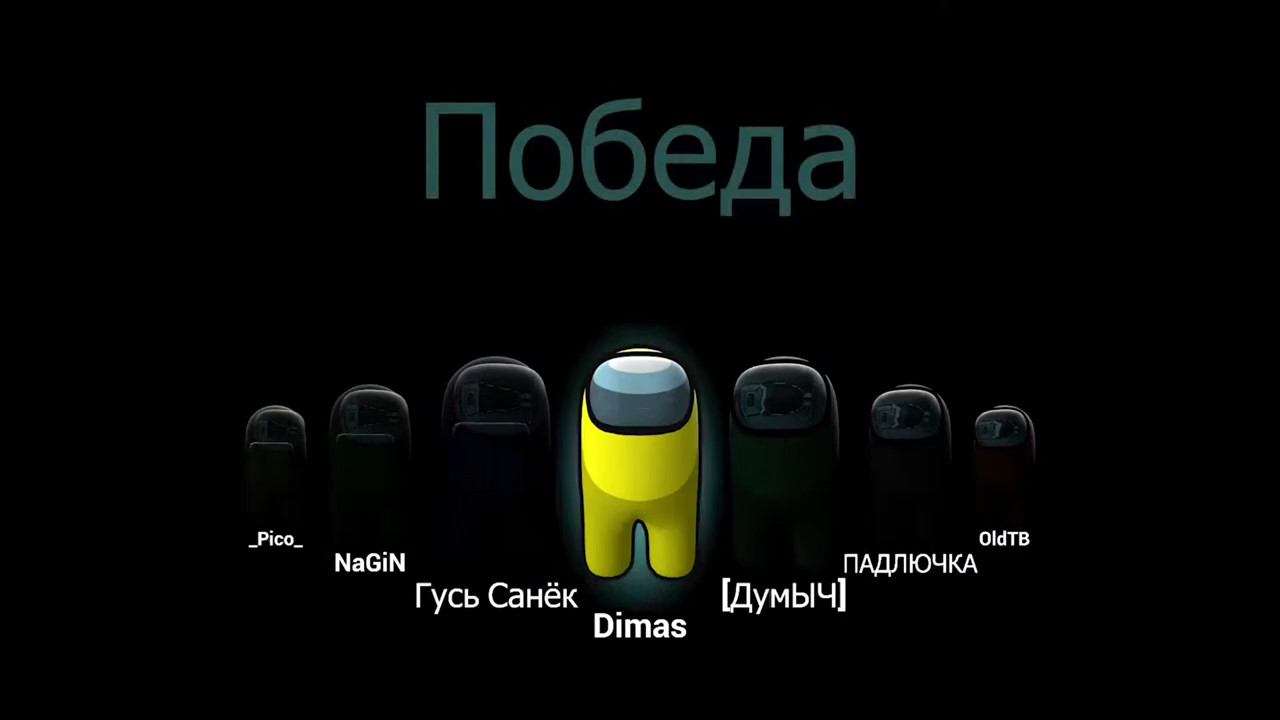 Победа
_Pico_
NaGiN
Гусь Санёк
Dimas
[ДумЫЧ]
ПАДЛЮЧКА
OldTB